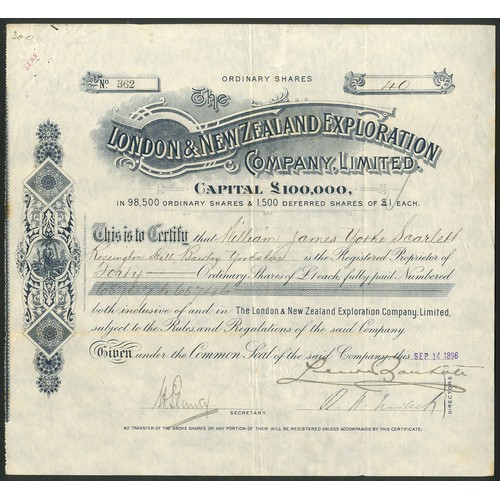 300
ORDINARY SHARES
No 362
40
The
LONDON & NEW ZEALAND EXPLORATION
COMPANY, LIMITED.
CAPITAL £100,000,
IN 98,500 ORDINARY SHARES & 1,500 DEFERRED SHARES OF £1 EACH.
This is to Certify that William James Yorke Scarlett
Rossington Hall Bawtry Yorkshire is the Registered Proprietor of
Forty Ordinary Shares of £1 each, fully paid, Numbered
both inclusive of and in The London & New Zealand Exploration Company, Limited,
subject to the Rules, and Regulations of the said Company.
Given under the Common Seal of the said Company, this SEP 14 1896
DIRECTORS
SECRETARY
NO TRANSFER OF THE ABOVE SHARES OR ANY PORTION OF THEM WILL BE REGISTERED UNLESS ACCOMPANIED BY THIS CERTIFICATE.